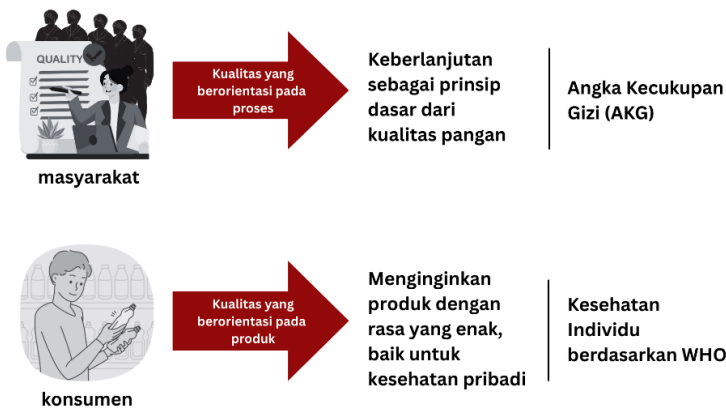 QUALITY
masyarakat
Kualitas yang
berorientasi pada
proses
Keberlanjutan
sebagai prinsip
dasar dari
kualitas pangan
Angka Kecukupan
Gizi (AKG)
konsumen
Kualitas yang
berorientasi pada
produk
Menginginkan
produk dengan
rasa yang enak,
baik untuk
kesehatan pribadi
Kesehatan
Individu
berdasarkan WHO